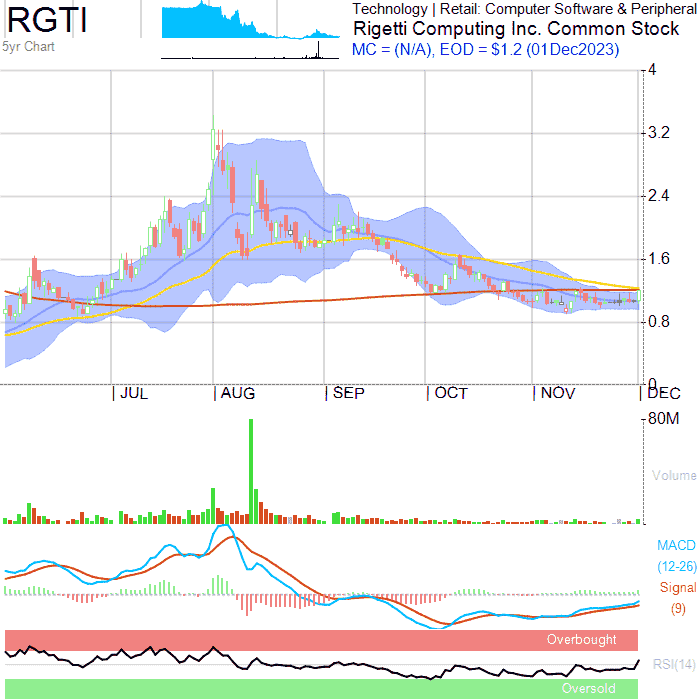 RGTI
5yr Chart
Technology | Retail: Computer Software & Peripheral
Rigetti Computing Inc. Common Stock
MC = (N/A), EOD = $1.2 (01Dec2023)
4
3.2
2.4
1.6
0.8
0
JUL
AUG
SEP
OCT
NOV
DEC
80M
Volume
MACD
(12-26)
Signal
(9)
Overbought
RSI(14)
Oversold